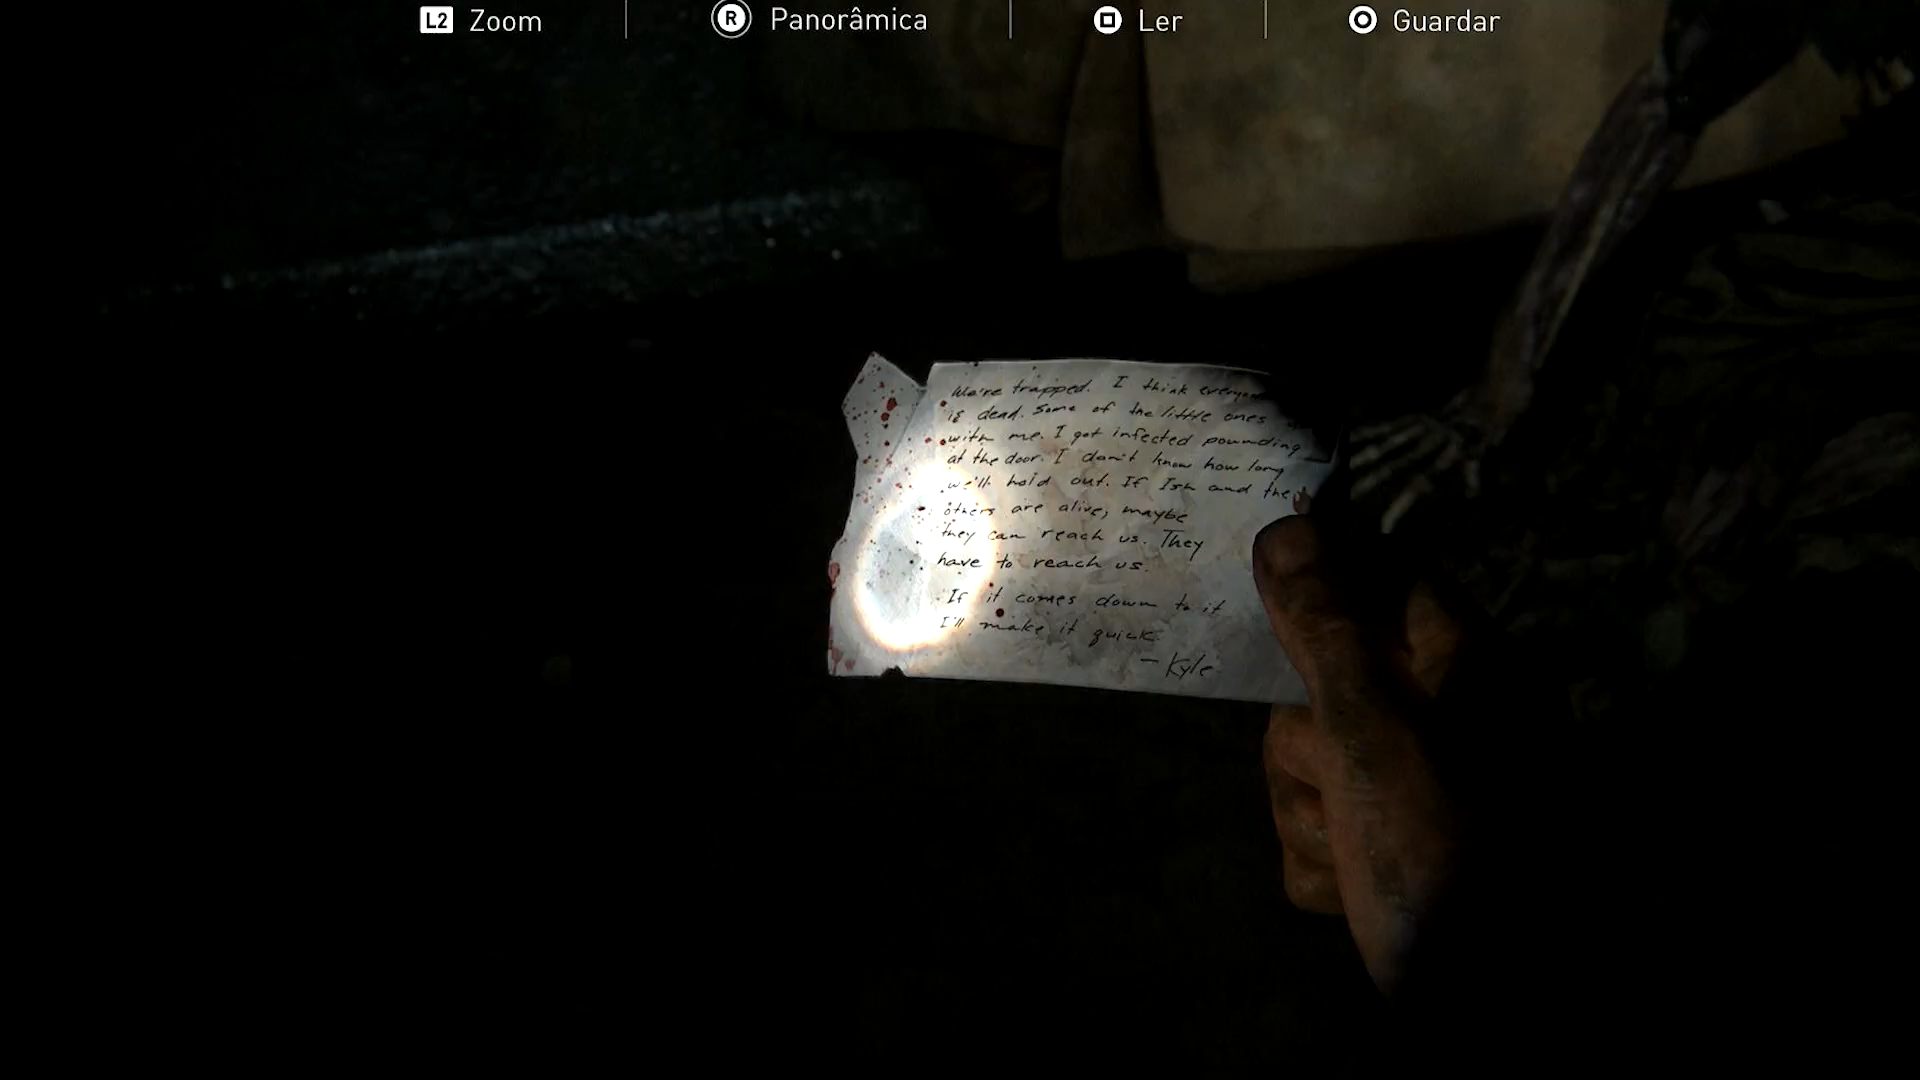 L2 Zoom R Panorâmica Ler Guardar
We're trapped. I think
is dead. Some of the little ones
with me. I got infected pounding
at the door. I don't know how long
we'll hold out. If Ish and the
others are alive, maybe
they can reach us. They
have to reach us.
If it comes down to it
I'll make it quick.
– Kyle